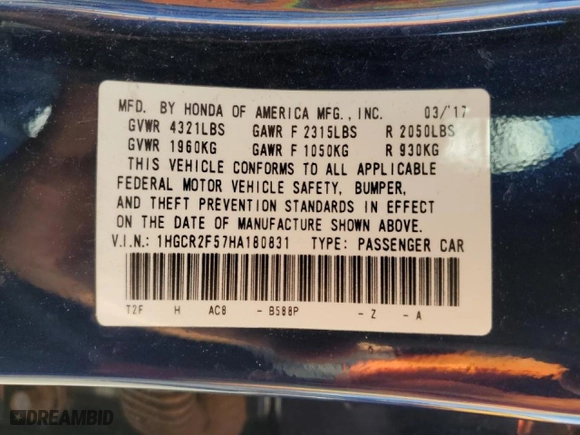 MFD. BY HONDA OF AMERICA MFG., INC. 03/'17
GVWR 4321LBS GAWR F 2315LBS R 2050LBS
GVWR 1960KG GAWR F 1050KG R 930KG
THIS VEHICLE CONFORMS TO ALL APPLICABLE
FEDERAL MOTOR VEHICLE SAFETY, BUMPER,
AND THEFT PREVENTION STANDARDS IN EFFECT
ON THE DATE OF MANUFACTURE SHOWN ABOVE.
V.I.N.: 1HGCR2F57HA180831 TYPE: PASSENGER CAR
T2F H AC8 - B588P - Z - A
DREAMBID